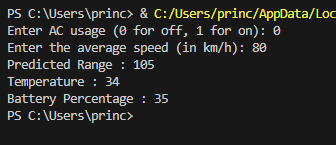 PS C:\Users\princ> & C:/Users/princ/AppData/Loc
Enter AC usage (0 for off, 1 for on): 0
Enter the average speed (in km/h): 80
Predicted Range : 105
Temperature : 34
Battery Percentage : 35
PS C:\Users\princ>